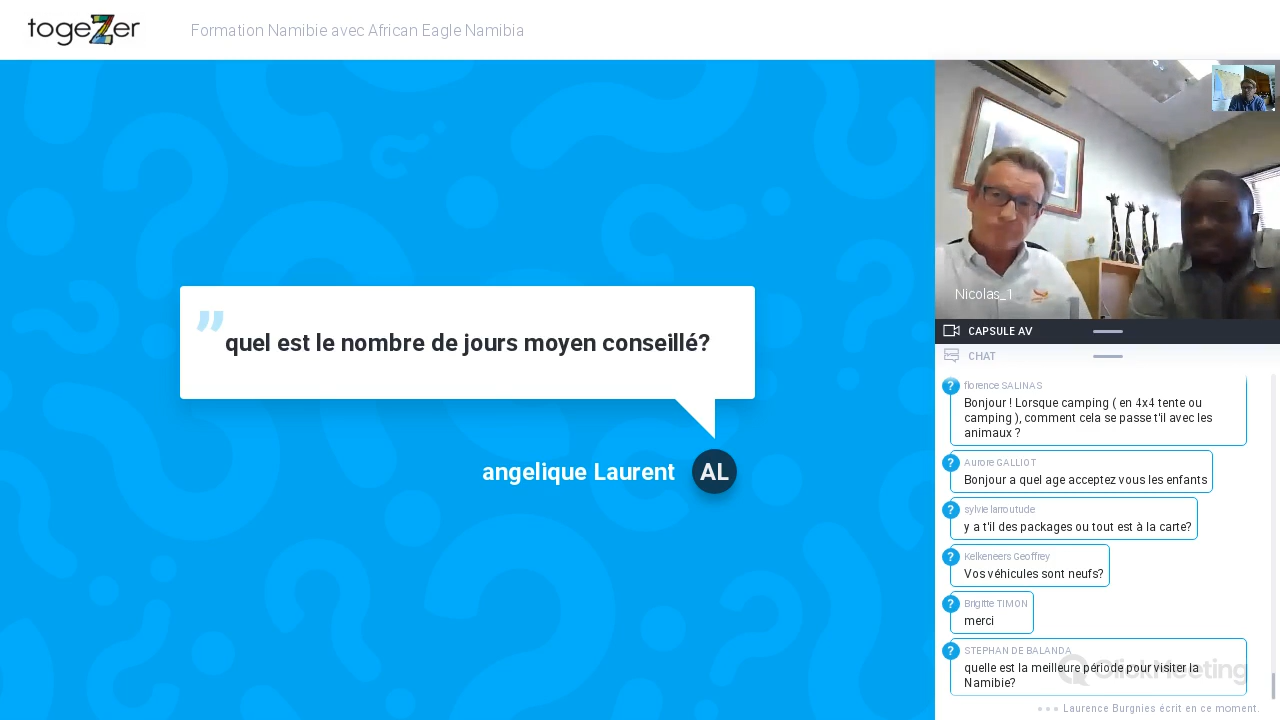 togeZer
Formation Namibie avec African Eagle Namibia
quel est le nombre de jours moyen conseillé?
angelique Laurent
AL
Nicolas_1
CAPSULE AV
CHAT
florence SALINAS
Bonjour ! Lorsque camping ( en 4x4 tente ou
camping ), comment cela se passe t'il avec les
animaux ?
Aurore GALLIOT
Bonjour a quel age acceptez vous les enfants
sylvie larroutude
y a t'il des packages ou tout est à la carte?
Kelkeneers Geoffrey
Vos véhicules sont neufs?
Brigitte TIMON
merci
STEPHAN DE BALANDA
quelle est la meilleure période pour visiter la
Namibie?
ClickMeeting
Laurence Burgnies écrit en ce moment.